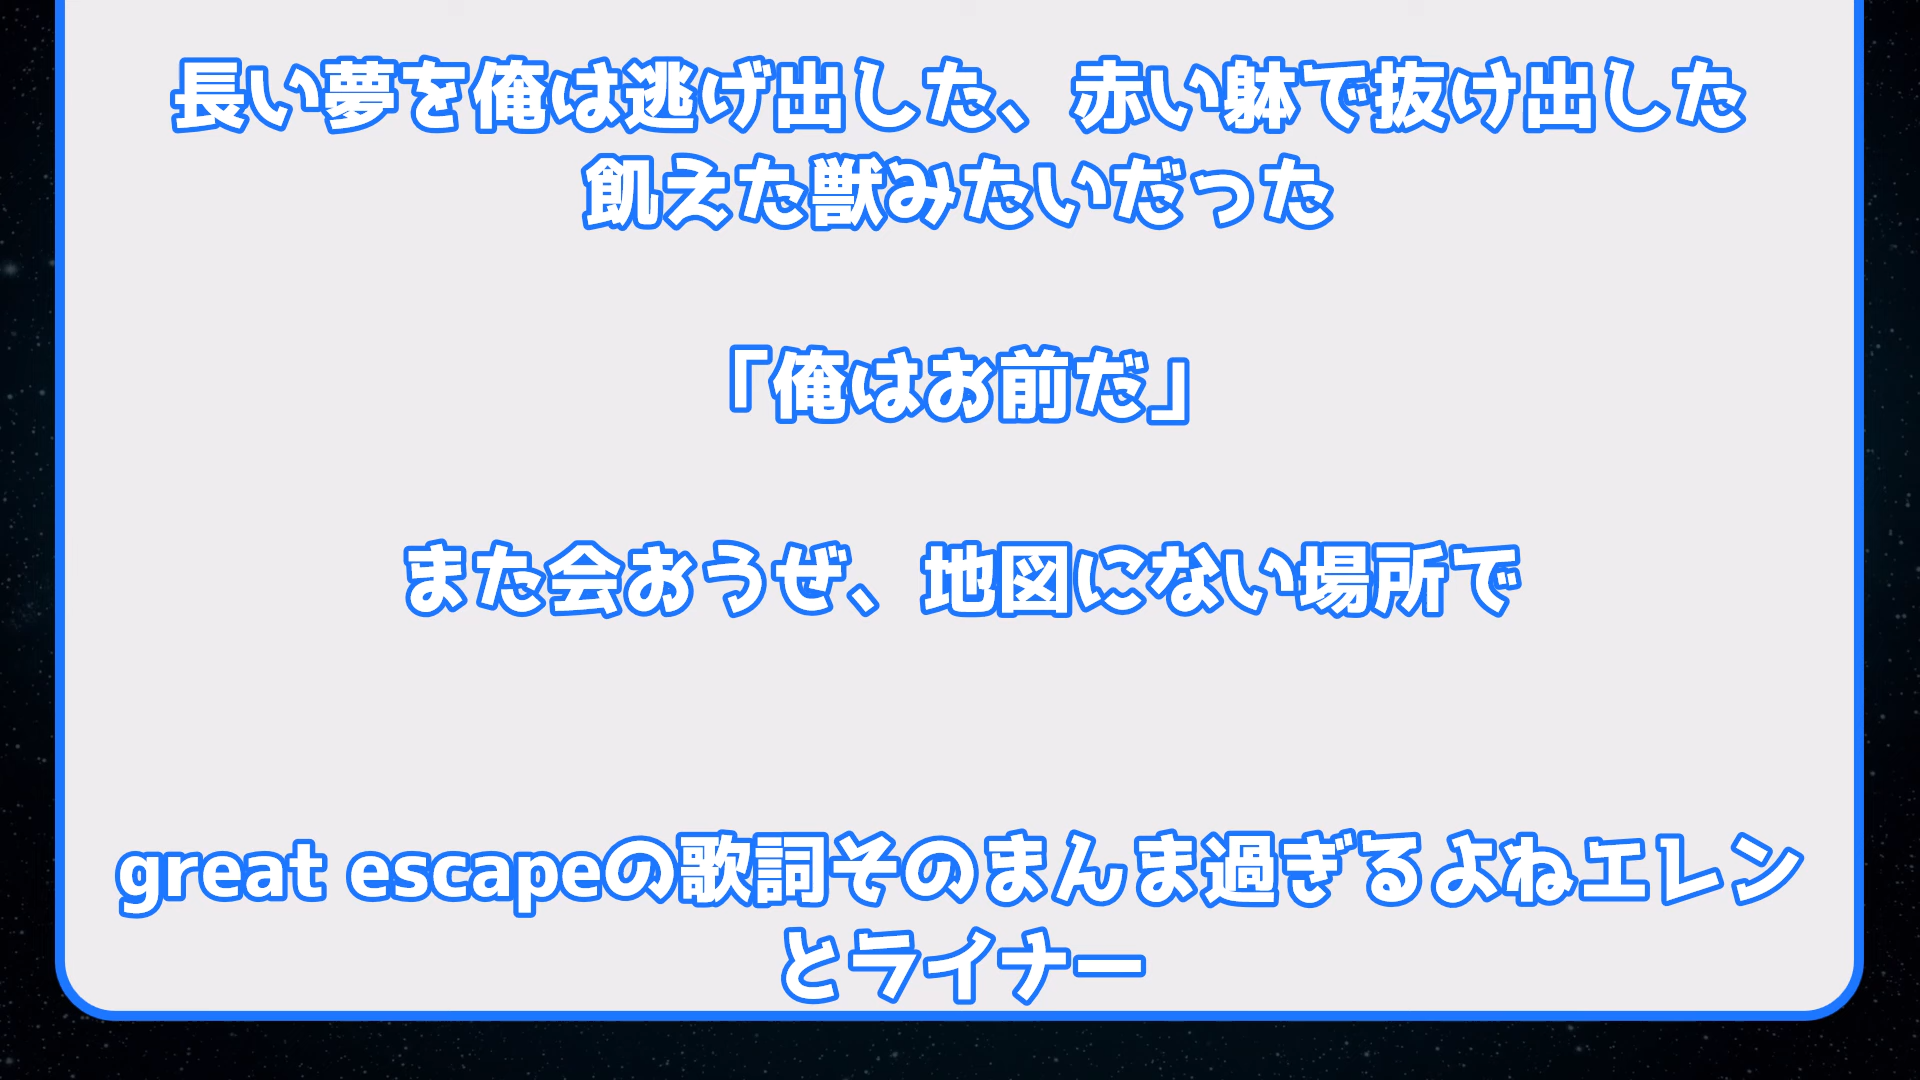 長い夢を俺は逃げ出した、赤い躰で抜け出した
飢えた獣みたいだった
「俺はお前だ」
また会おうぜ、地図にない場所で
great escapeの歌詞そのまんま過ぎるよねエレン
とライナー